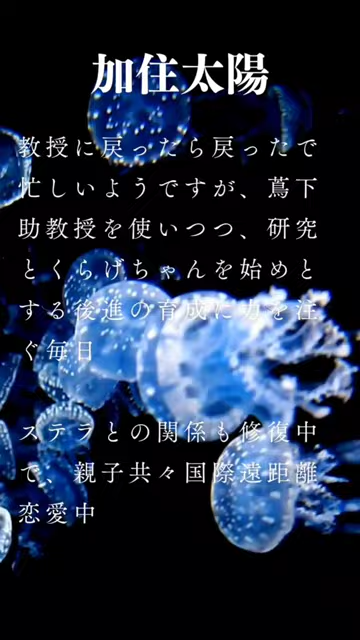 加住太陽
教授に戻ったら戻ったで
忙しいようですが、蔦下
助教授を使いつつ、研究
とくらげちゃんを始めと
する後進の育成に力を注
ぐ毎日
ステラとの関係も修復中
で、親子共々国際遠距離
恋愛中